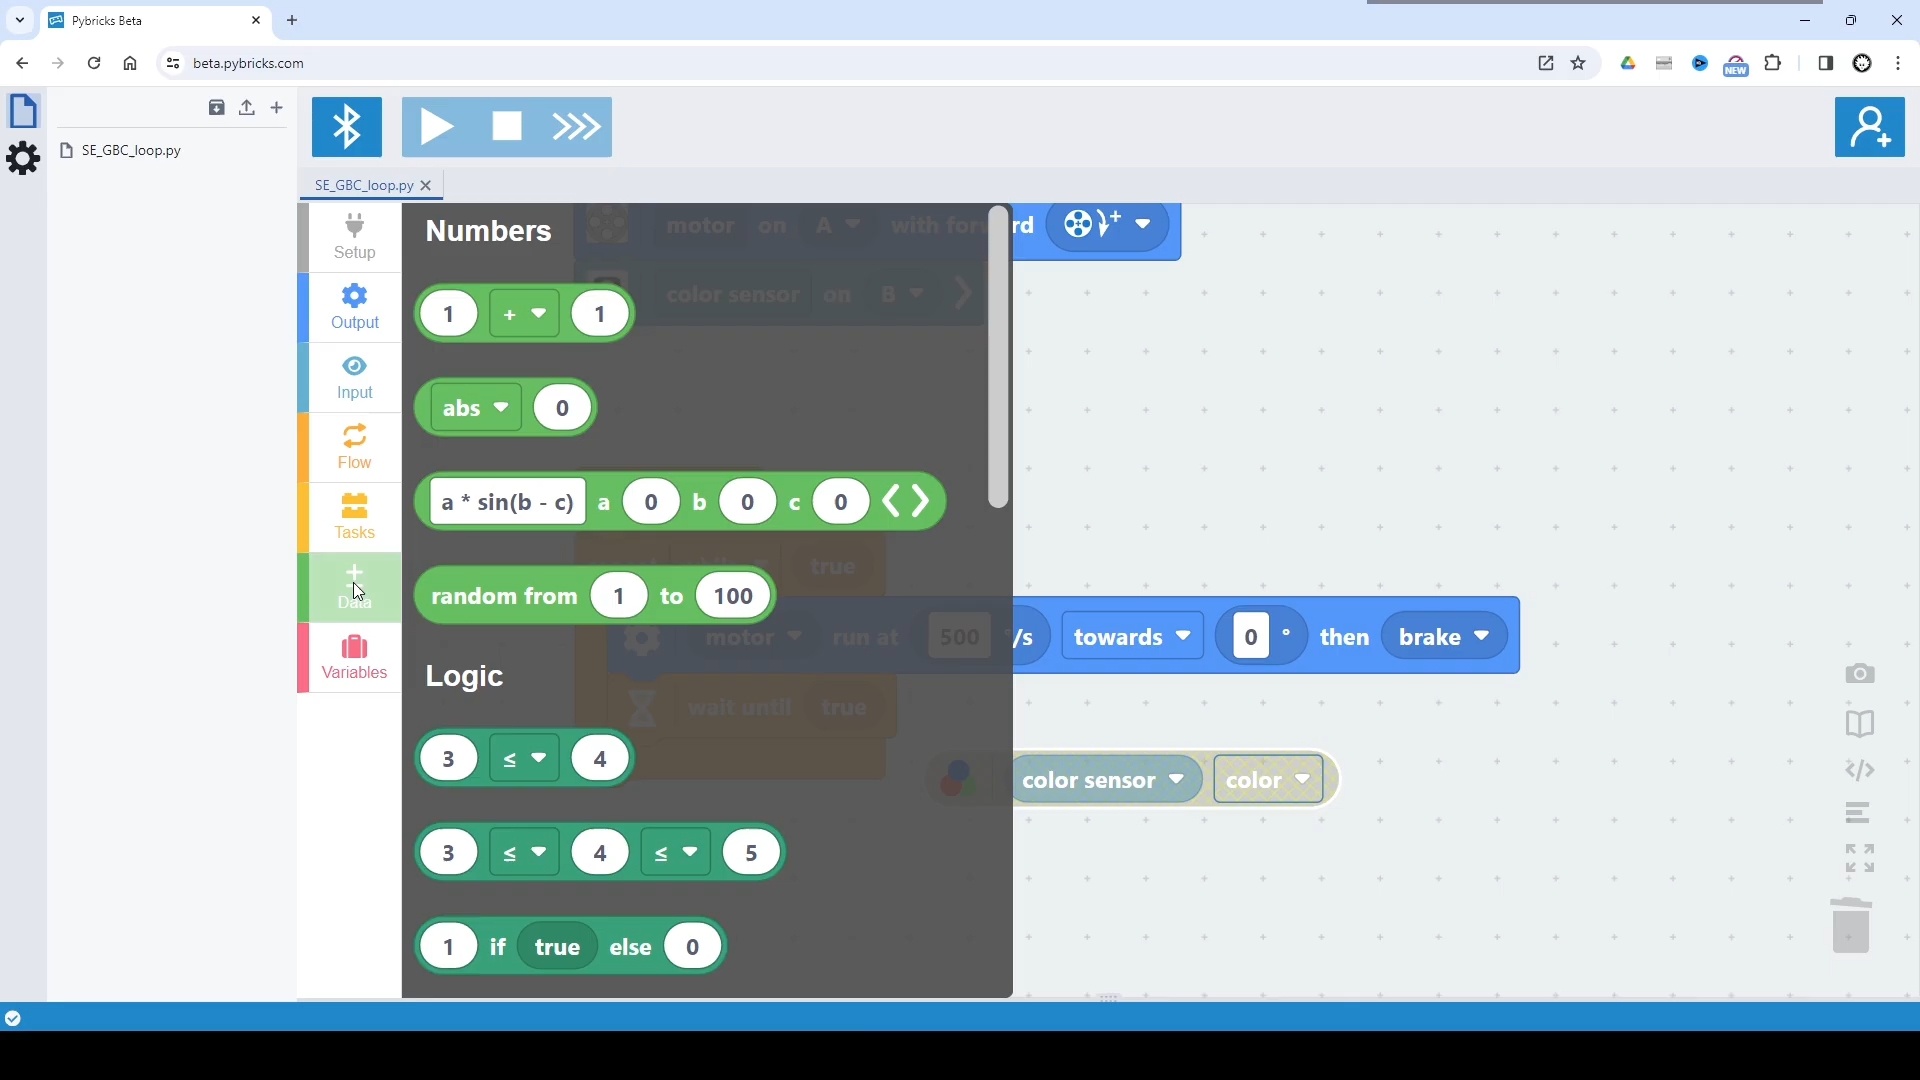 Pybricks Beta
beta.pybricks.com
NEW
SE_GBC_loop.py
SE_GBC_loop.py
Setup
Output
Input
Flow
Tasks
Data
Variables
Numbers
1 + 1
abs 0
a * sin(b - c) a 0 b 0 c 0
random from 1 to 100
Logic
3 ≤ 4
3 ≤ 4 ≤ 5
1 if true else 0
motor on A with forward
color sensor on B
true
motor run at 500 °/s towards 0 ° then brake
wait until true
color sensor color